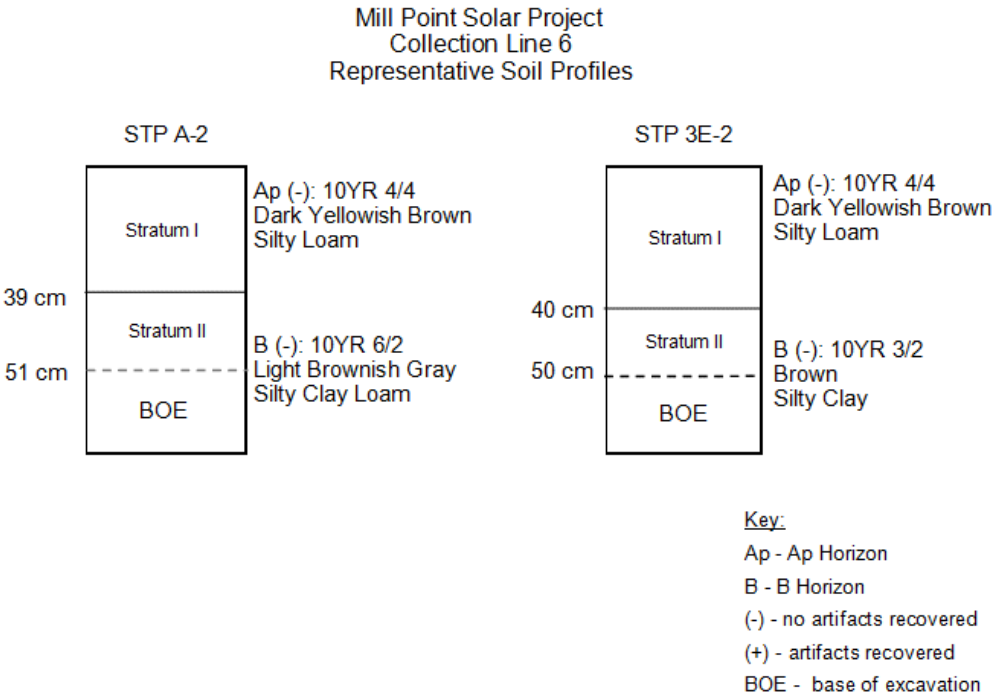 Mill Point Solar Project
Collection Line 6
Representative Soil Profiles
STP A-2
Stratum I
Ap (-): 10YR 4/4
Dark Yellowish Brown
Silty Loam
39 cm
Stratum II
B (-): 10YR 6/2
Light Brownish Gray
Silty Clay Loam
51 cm
BOE
STP 3E-2
Stratum I
Ap (-): 10YR 4/4
Dark Yellowish Brown
Silty Loam
40 cm
Stratum II
B (-): 10YR 3/2
Brown
Silty Clay
50 cm
BOE
Key:
Ap - Ap Horizon
B - B Horizon
(-) - no artifacts recovered
(+) - artifacts recovered
BOE - base of excavation